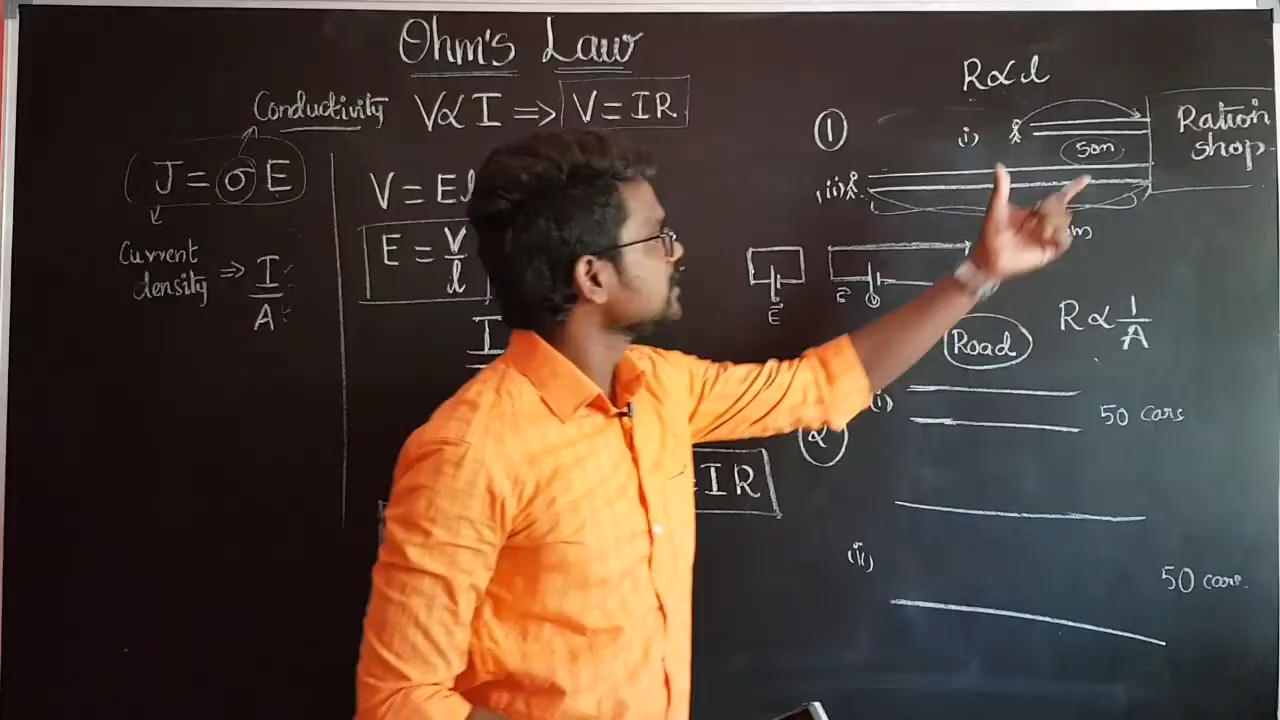 Ohm's Law
Conductivity
V ∝ I ⇒ V = IR
J = σ E
Current
density ⇒ I/A
V = El
E = V/l
I
= IR
R ∝ l
①
i)
50m
Ration
shop
(ii)
m)
E⃗
E⃗
R ∝ 1/A
Road
(i)
50 cars
(ii)
50 cars.